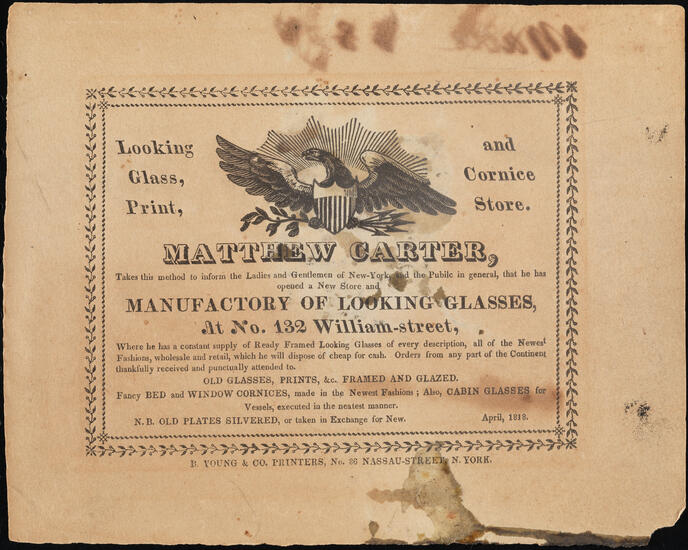 Looking
Glass,
Print,
and
Cornice
Store.
MATTHEW CARTER,
Takes this method to inform the Ladies and Gentlemen of New-York, and the Public in general, that he has
opened a New Store and
MANUFACTORY OF LOOKING GLASSES,
At No. 132 William-street,
Where he has a constant supply of Ready Framed Looking Glasses of every description, all of the Newest
Fashions, wholesale and retail, which he will dispose of cheap for cash. Orders from any part of the Continent
thankfully received and punctually attended to.
OLD GLASSES, PRINTS, &c. FRAMED AND GLAZED.
Fancy BED and WINDOW CORNICES, made in the Newest Fashions; Also, CABIN GLASSES for
Vessels, executed in the neatest manner.
N.B. OLD PLATES SILVERED, or taken in Exchange for New. April, 1818.
B. YOUNG & CO. PRINTERS, No. 86 NASSAU-STREET, N. YORK.